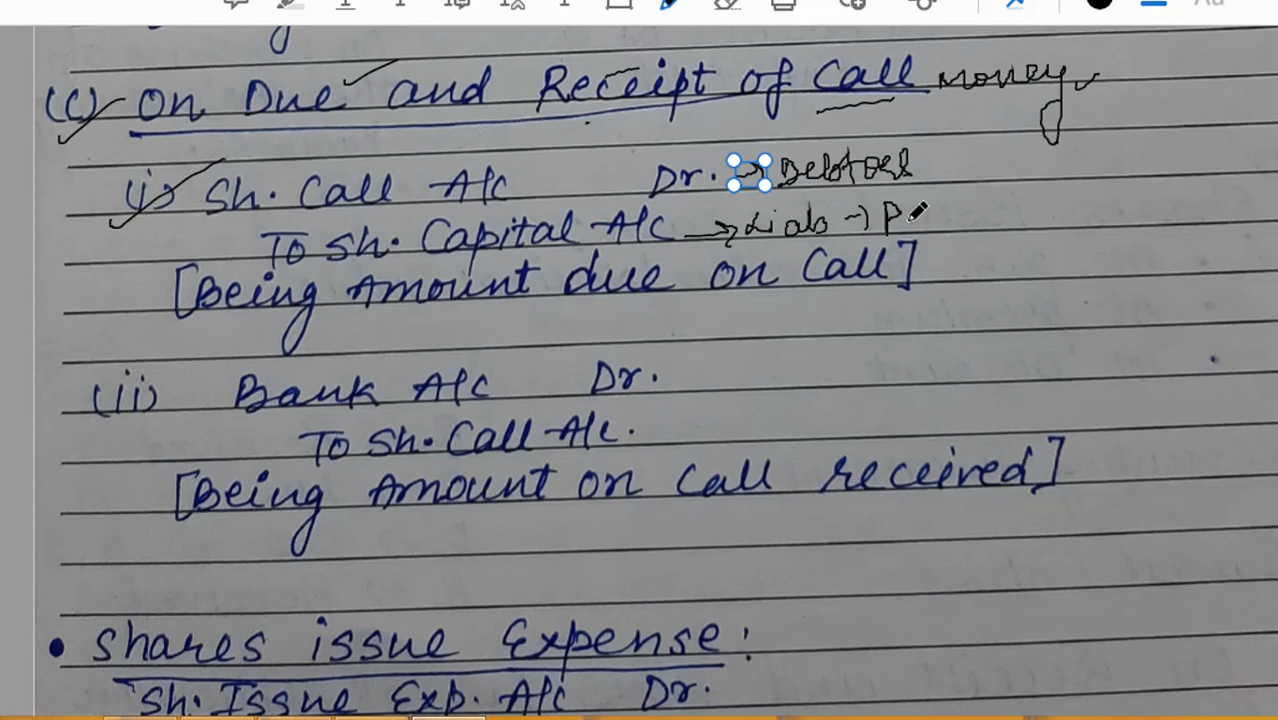 (c) On Due and Receipt of Call money
(i) Sh. Call A/c Dr. → Debtors
To Sh. Capital A/c → Liab → P
[Being Amount due on Call]
(ii) Bank A/c Dr.
To Sh. Call A/c.
[Being Amount on Call received]
• Shares issue Expense:
Sh. Issue Exp. A/c Dr.